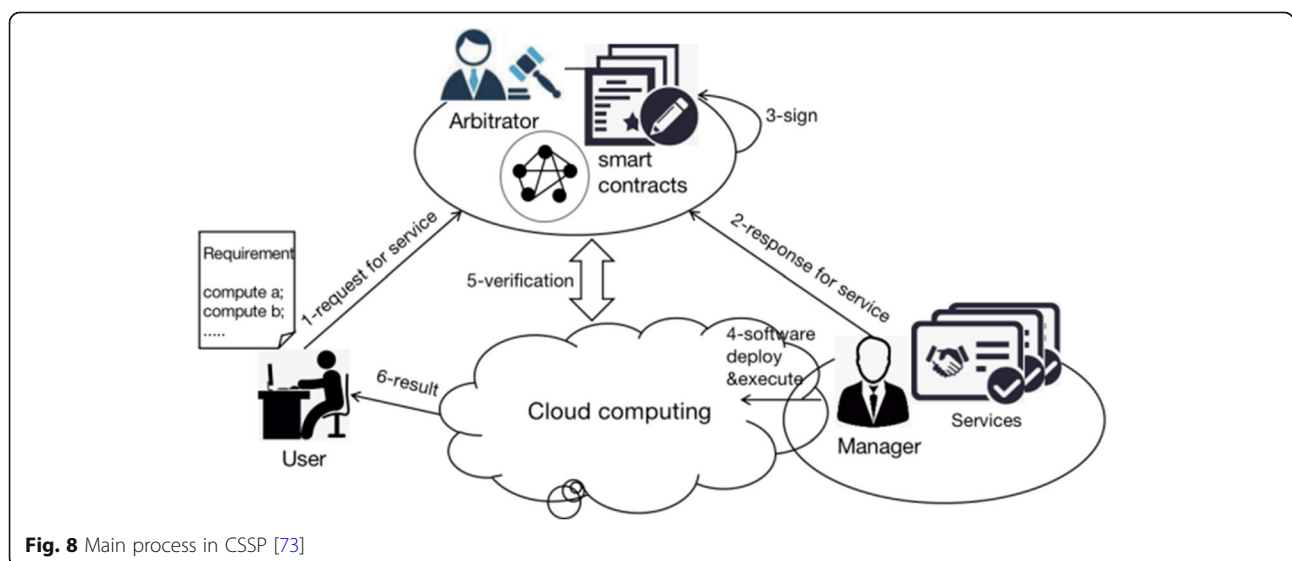 Arbitrator
smart
contracts
3-sign
Requirement
compute a;
compute b;
.....
1-request for service
2-response for service
5-verification
4-software
deploy
&execute
6-result
Cloud computing
User
Manager
Services
Fig. 8 Main process in CSSP [73]